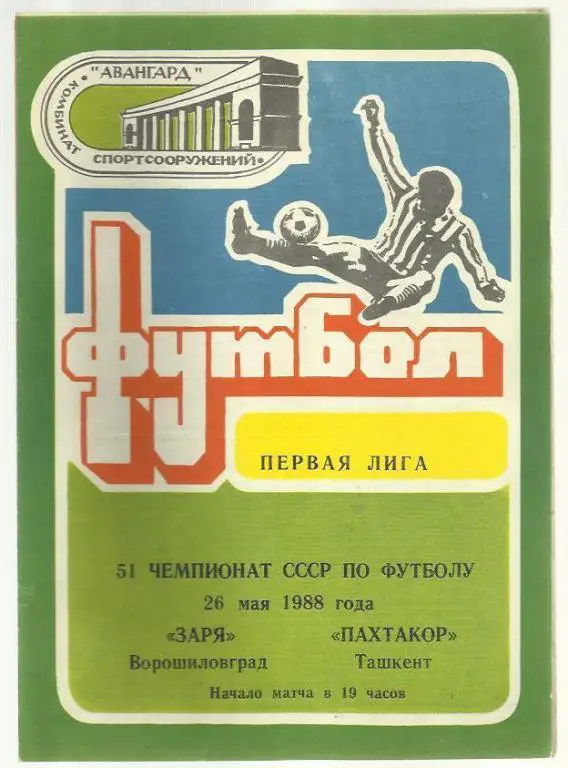 "АВАНГАРД"
КОМБИНАТ
СПОРТСООРУЖЕНИЙ
футбол
ПЕРВАЯ ЛИГА
51 ЧЕМПИОНАТ СССР ПО ФУТБОЛУ
26 мая 1988 года
«ЗАРЯ» «ПАХТАКОР»
Ворошиловград Ташкент
Начало матча в 19 часов